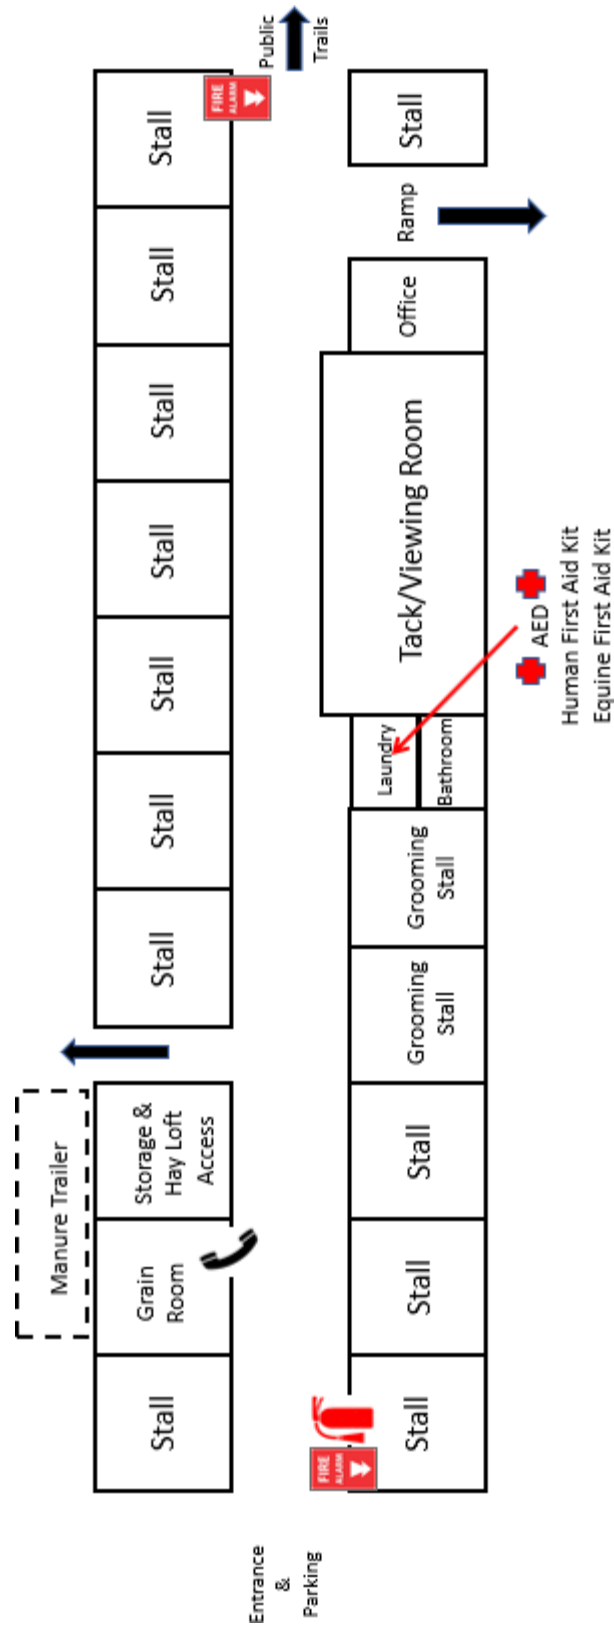 Manure Trailer
Stall
Grain
Room
Storage &
Hay Loft
Access
Stall
Stall
Stall
Stall
Stall
Stall
Stall
FIRE
ALARM
Entrance
&
Parking
Public
Trails
FIRE
ALARM
Stall
Stall
Stall
Grooming
Stall
Grooming
Stall
Laundry
Bathroom
Tack/Viewing Room
Office
Ramp
Stall
AED
Human First Aid Kit
Equine First Aid Kit